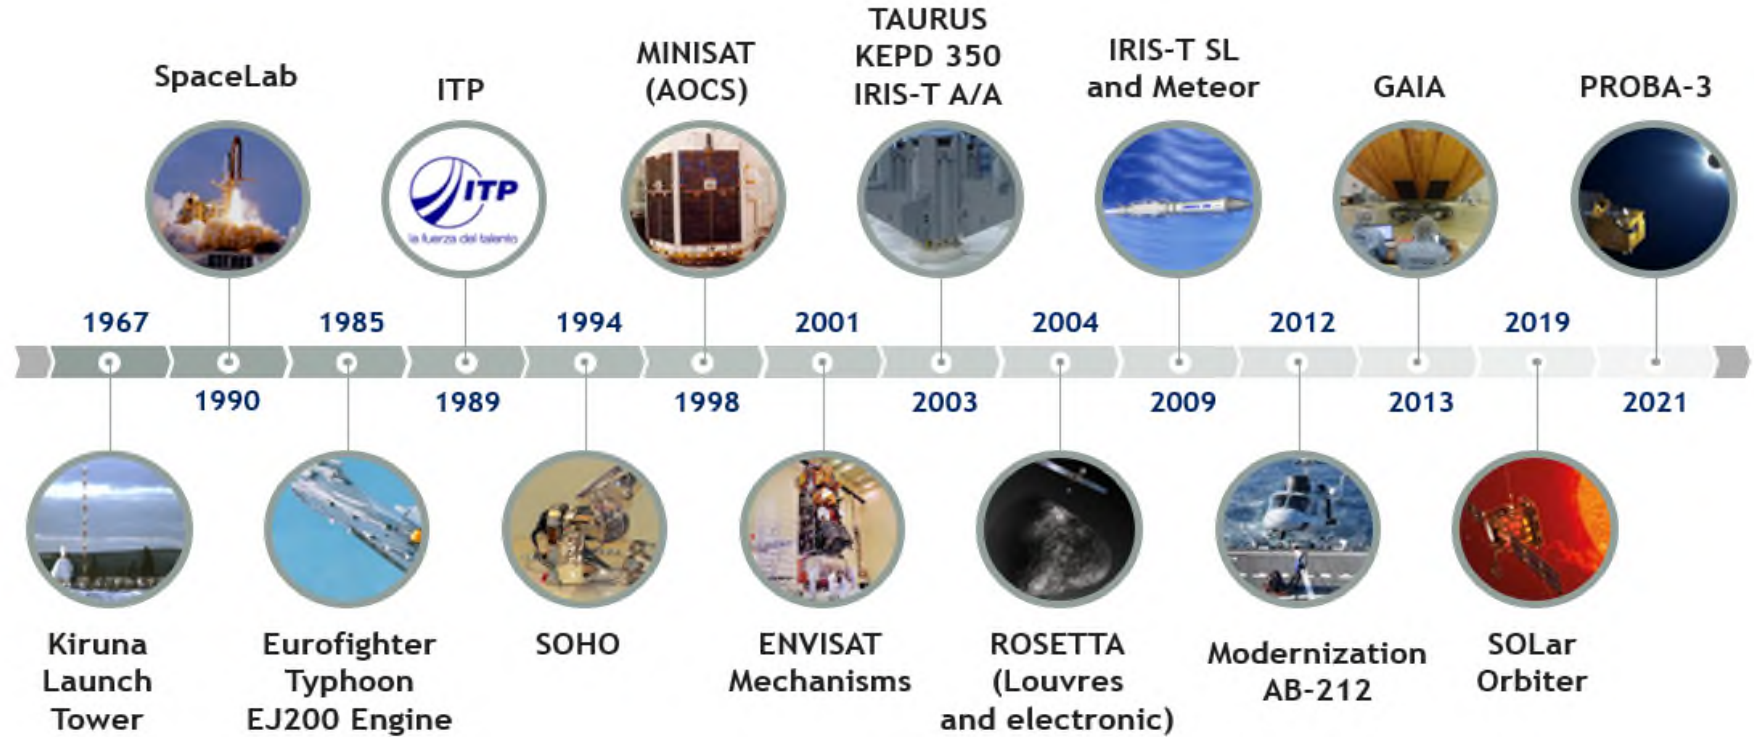 TAURUS
KEPD 350
IRIS-T A/A
MINISAT
(AOCS)
IRIS-T SL
and Meteor
SpaceLab
ITP
GAIA
PROBA-3
ITP
la fuerza del talento
1967
1985
1994
2001
2004
2012
2019
1990
1989
1998
2003
2009
2013
2021
Kiruna
Launch
Tower
Eurofighter
Typhoon
EJ200 Engine
SOHO
ENVISAT
Mechanisms
ROSETTA
(Louvres
and electronic)
Modernization
AB-212
SOLar
Orbiter